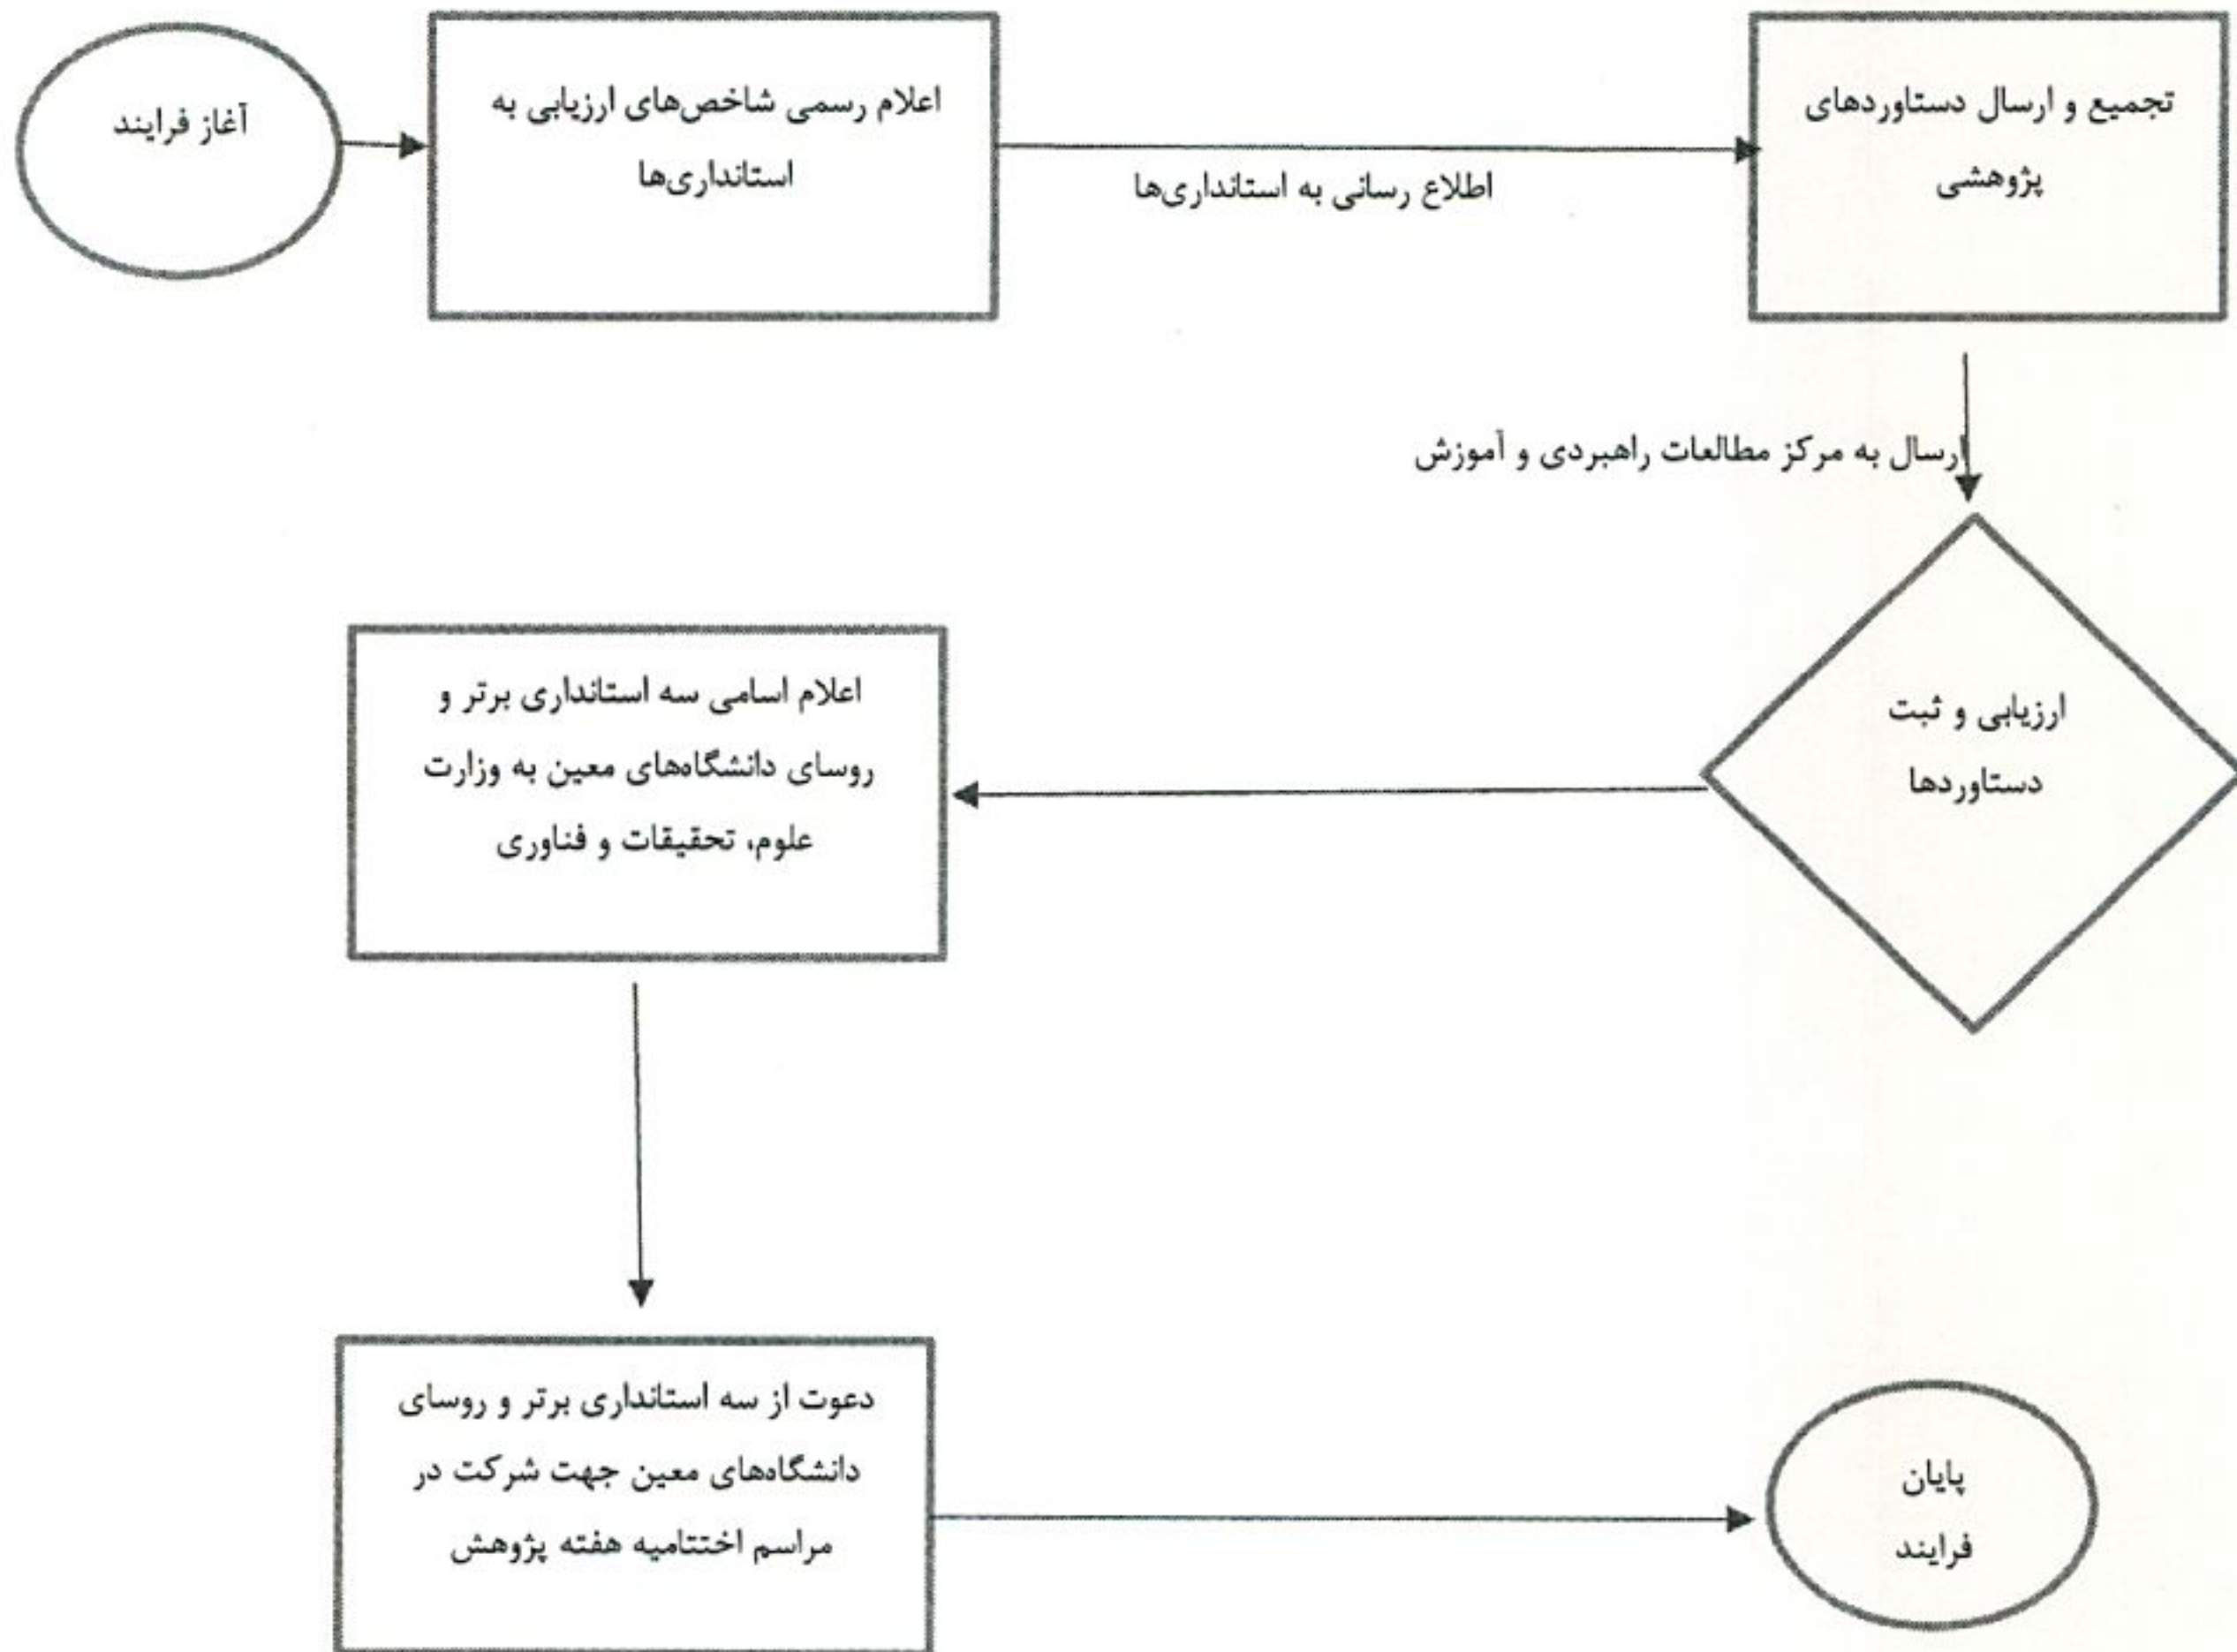 آغاز فرایند
اعلام رسمی شاخص‌های ارزیابی به
استانداری‌ها
اطلاع رسانی به استانداری‌ها
تجمیع و ارسال دستاوردهای
پژوهشی
ارسال به مرکز مطالعات راهبردی و آموزش
ارزیابی و ثبت
دستاوردها
اعلام اسامی سه استانداری برتر و
روسای دانشگاه‌های معین به وزارت
علوم، تحقیقات و فناوری
دعوت از سه استانداری برتر و روسای
دانشگاه‌های معین جهت شرکت در
مراسم اختتامیه هفته پژوهش
پایان
فرایند